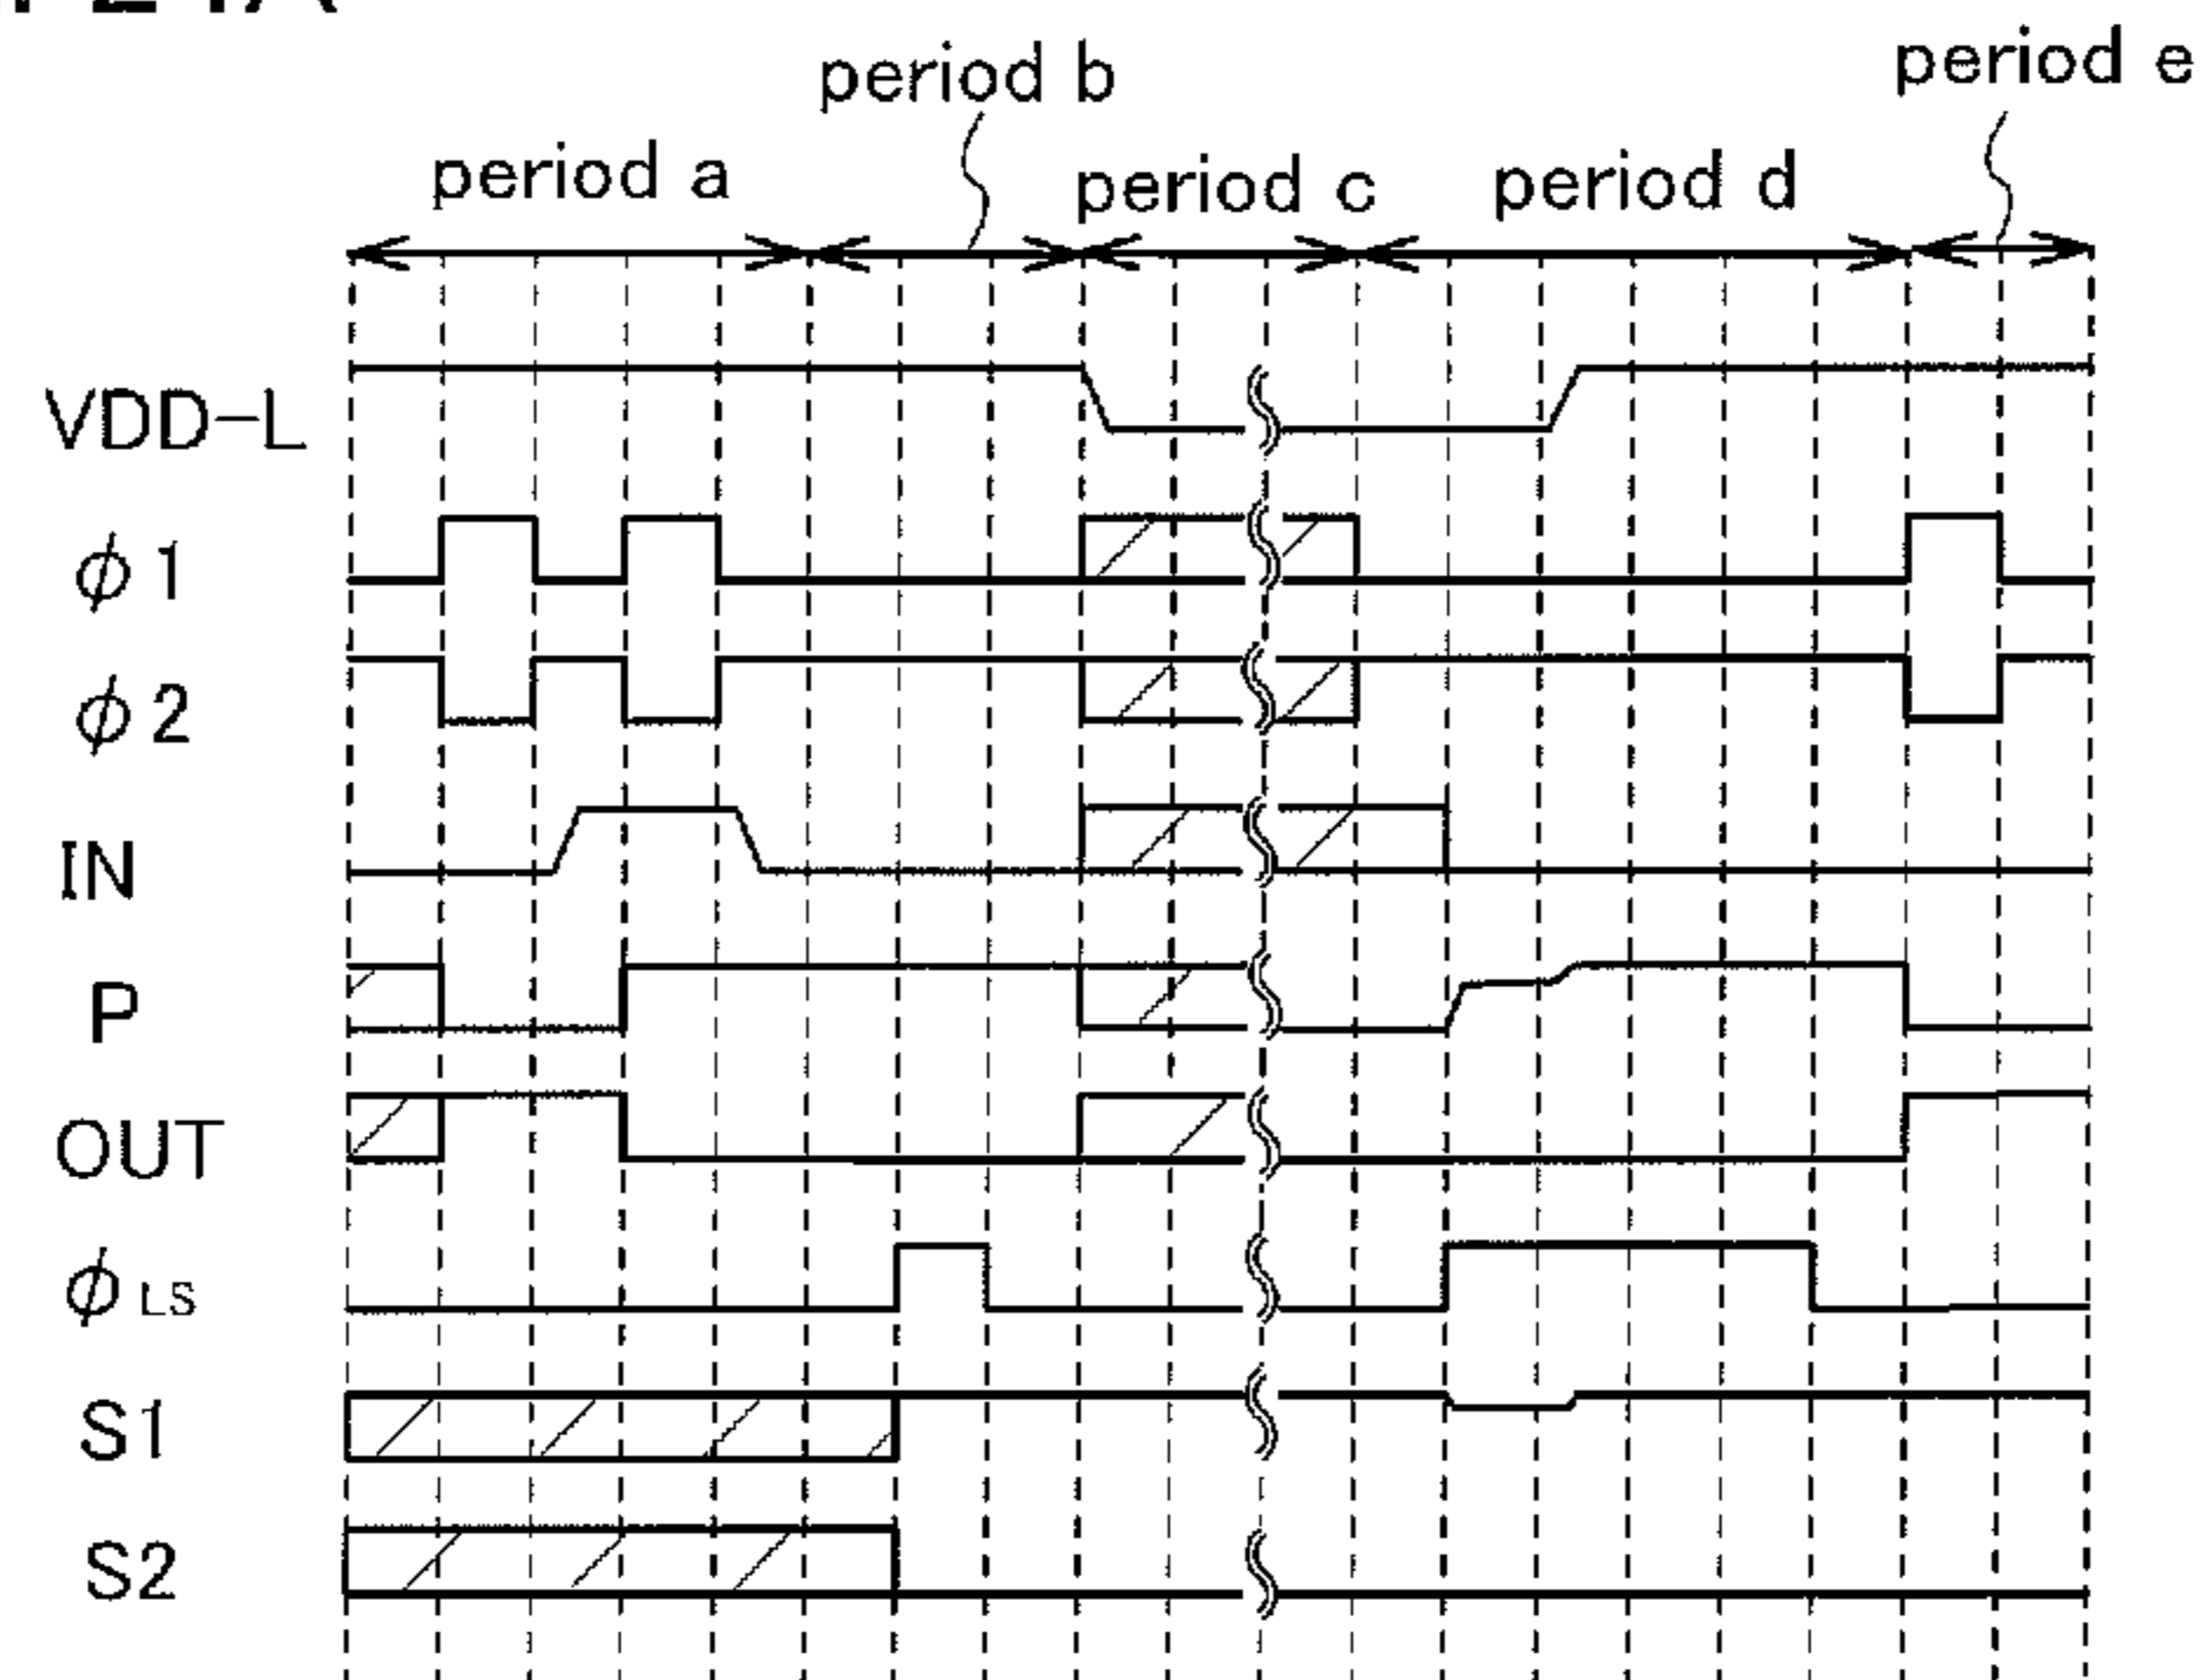 period b
period e
period a
period c
period d
VDD-L
ϕ1
ϕ2
IN
P
OUT
ϕLS
S1
S2